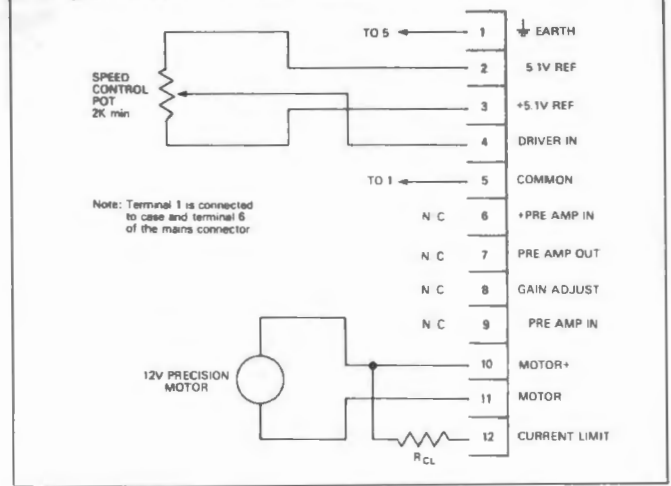 TO 5
1
EARTH
2
5 1V REF
SPEED
CONTROL
POT
2K min
3
+5.1V REF
4
DRIVER IN
TO 1
5
COMMON
Note: Terminal 1 is connected
to case and terminal 6
of the mains connector
N C
6
+PRE AMP IN
N C
7
PRE AMP OUT
N C
8
GAIN ADJUST
N C
9
PRE AMP IN
12V PRECISION
MOTOR
10
MOTOR+
11
MOTOR
12
CURRENT LIMIT
RCL